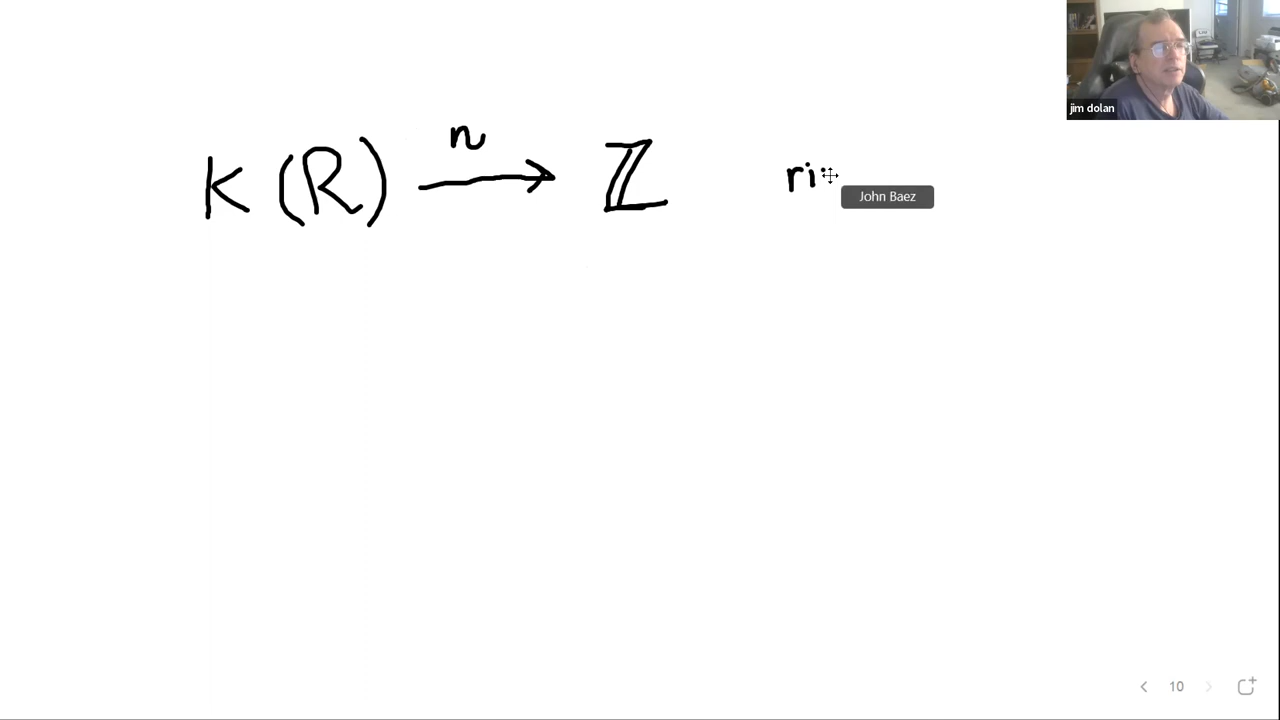 jim dolan
K(R) n → ℤ ri
John Baez
10